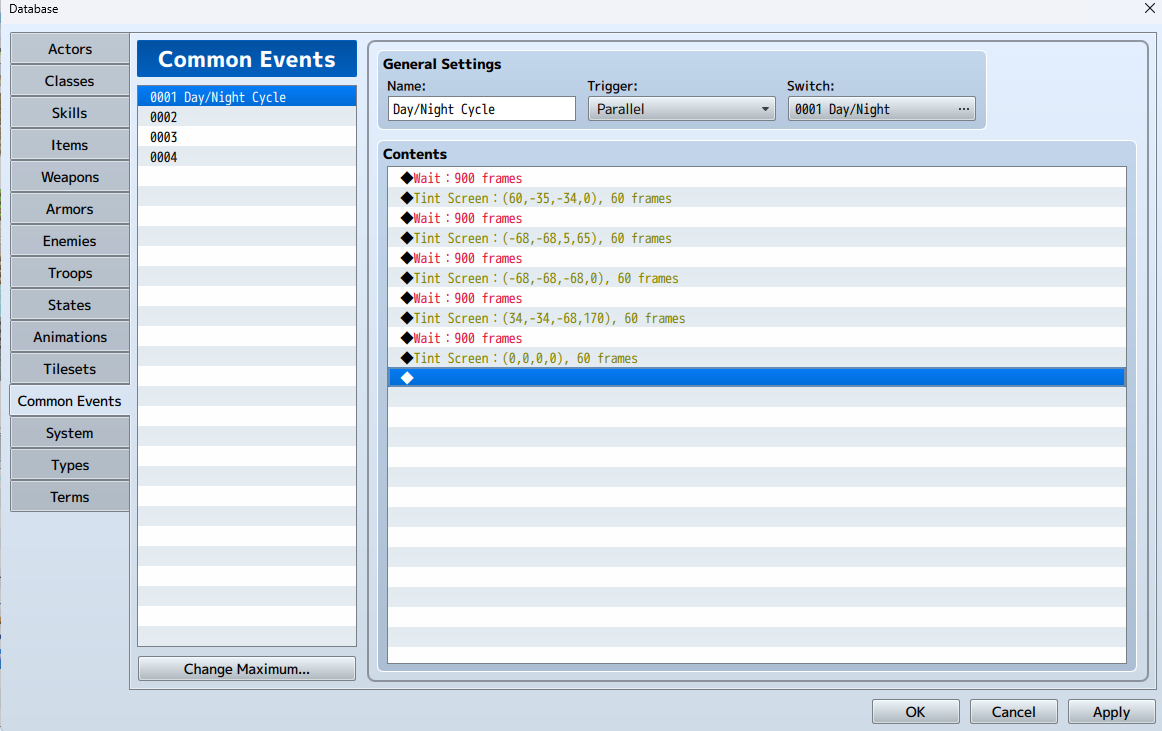 Database
Actors
Classes
Skills
Items
Weapons
Armors
Enemies
Troops
States
Animations
Tilesets
Common Events
System
Types
Terms
Common Events
0001 Day/Night Cycle
0002
0003
0004
Change Maximum...
General Settings
Name: Trigger: Switch:
Day/Night Cycle Parallel 0001 Day/Night ...
Contents
◆Wait：900 frames
◆Tint Screen：(60,-35,-34,0), 60 frames
◆Wait：900 frames
◆Tint Screen：(-68,-68,5,65), 60 frames
◆Wait：900 frames
◆Tint Screen：(-68,-68,-68,0), 60 frames
◆Wait：900 frames
◆Tint Screen：(34,-34,-68,170), 60 frames
◆Wait：900 frames
◆Tint Screen：(0,0,0,0), 60 frames
◆
OK Cancel Apply